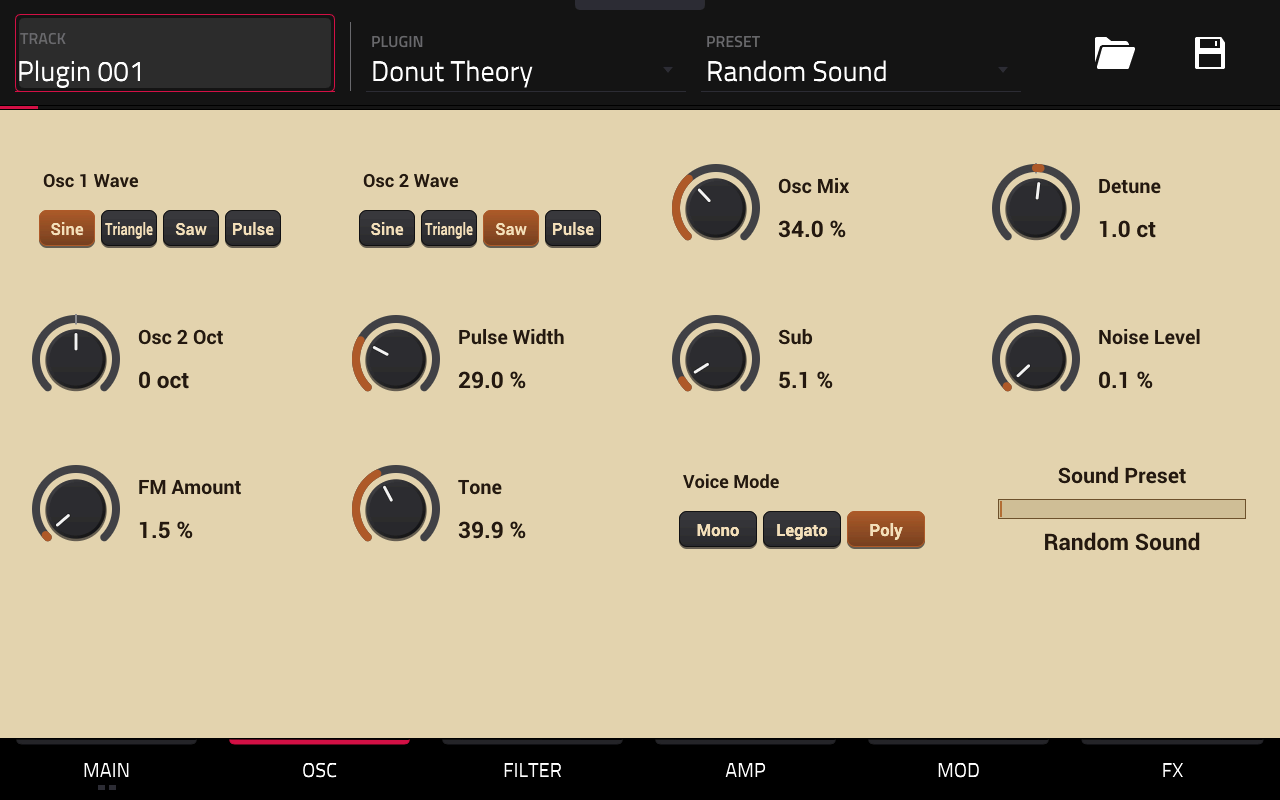 TRACK
Plugin 001
PLUGIN
Donut Theory
PRESET
Random Sound
Osc 1 Wave
Sine Triangle Saw Pulse
Osc 2 Wave
Sine Triangle Saw Pulse
Osc Mix
34.0 %
Detune
1.0 ct
Osc 2 Oct
0 oct
Pulse Width
29.0 %
Sub
5.1 %
Noise Level
0.1 %
FM Amount
1.5 %
Tone
39.9 %
Voice Mode
Mono Legato Poly
Sound Preset
Random Sound
MAIN OSC FILTER AMP MOD FX